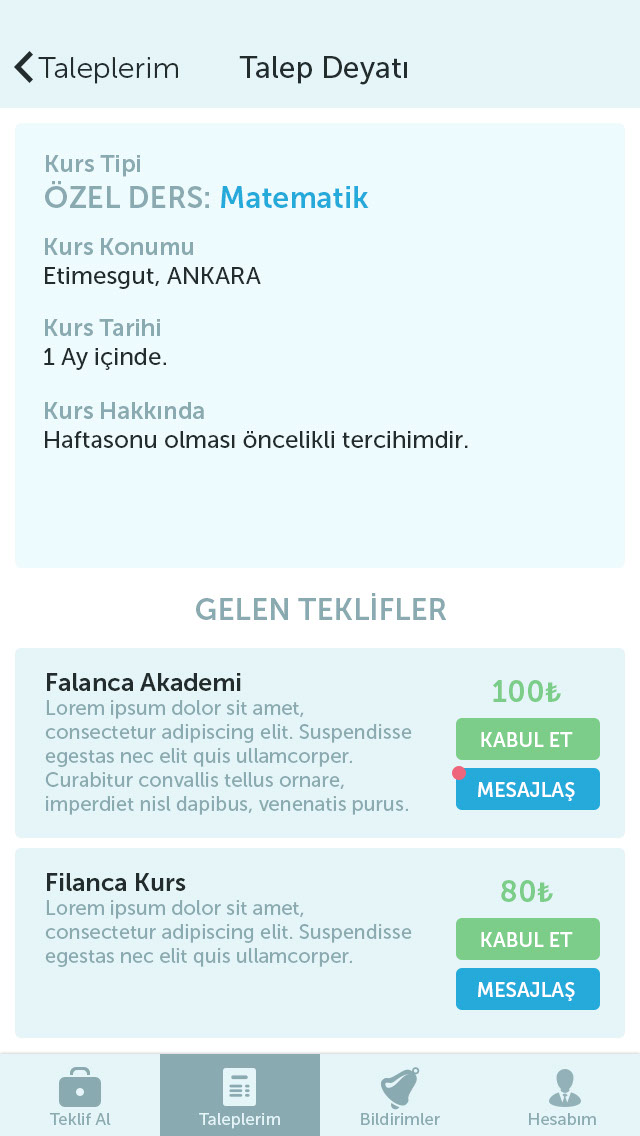 Taleplerim Talep Deyatı
Kurs Tipi
ÖZEL DERS: Matematik
Kurs Konumu
Etimesgut, ANKARA
Kurs Tarihi
1 Ay içinde.
Kurs Hakkında
Haftasonu olması öncelikli tercihimdir.
GELEN TEKLİFLER
Falanca Akademi
Lorem ipsum dolor sit amet,
consectetur adipiscing elit. Suspendisse
egestas nec elit quis ullamcorper.
Curabitur convallis tellus ornare,
imperdiet nisl dapibus, venenatis purus.
100₺
KABUL ET
MESAJLAŞ
Filanca Kurs
Lorem ipsum dolor sit amet,
consectetur adipiscing elit. Suspendisse
egestas nec elit quis ullamcorper.
80₺
KABUL ET
MESAJLAŞ
Teklif Al Taleplerim Bildirimler Hesabım